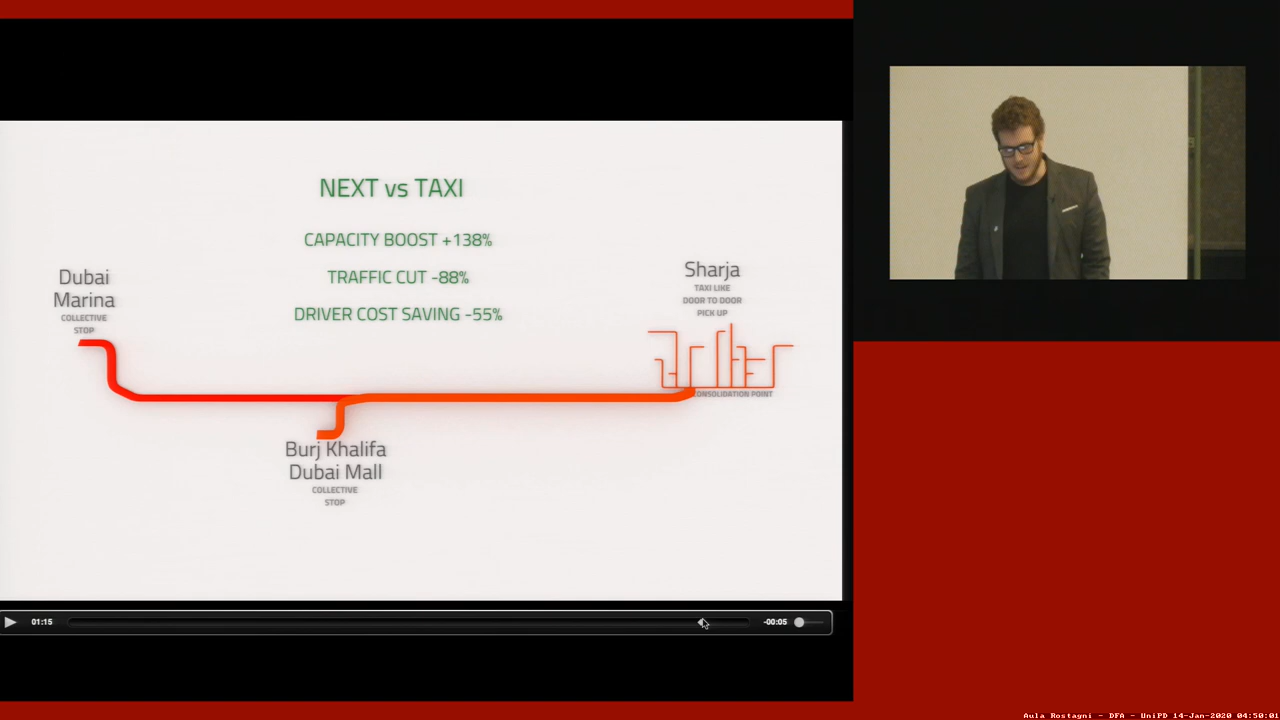 NEXT vs TAXI
CAPACITY BOOST +138%
TRAFFIC CUT -88%
DRIVER COST SAVING -55%
Dubai
Marina
COLLECTIVE
STOP
Sharja
TAXI LIKE
DOOR TO DOOR
PICK UP
CONSOLIDATION POINT
Burj Khalifa
Dubai Mall
COLLECTIVE
STOP
01:15
-00:05
Aula Rostagni - DFA - UniPD 14-Jan-2020 04:50:01